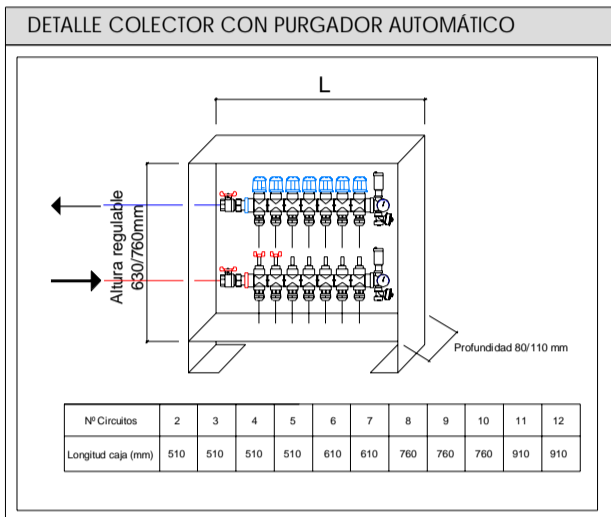 DETALLE COLECTOR CON PURGADOR AUTOMÁTICO
L
Altura regulable
630/760mm
Profundidad 80/110 mm
Nº Circuitos 2 3 4 5 6 7 8 9 10 11 12
Longitud caja (mm) 510 510 510 510 610 610 760 760 760 910 910